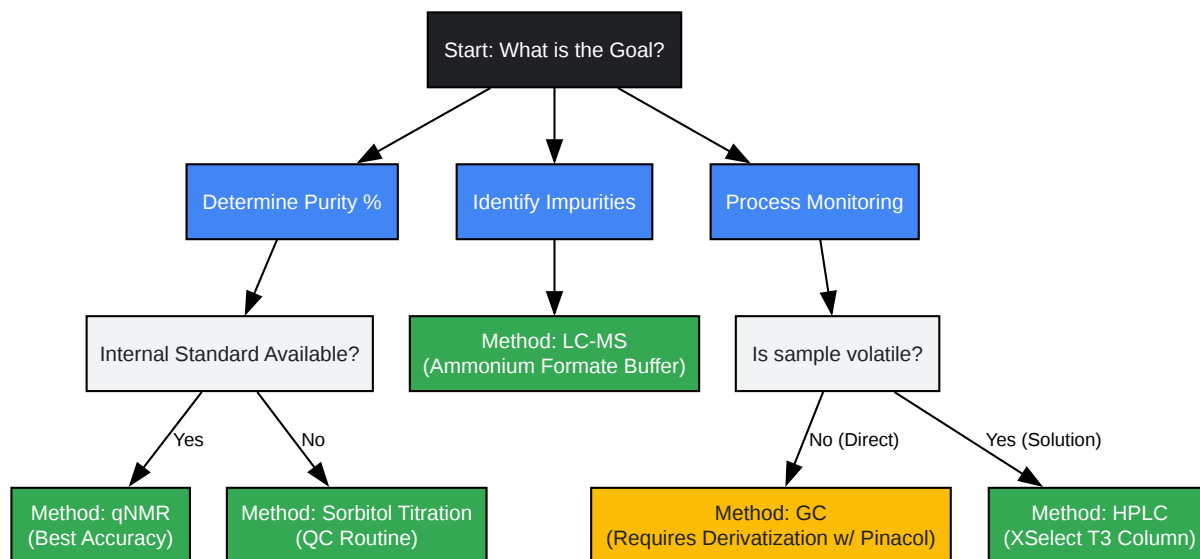 Start: What is the Goal?
Determine Purity %
Identify Impurities
Process Monitoring
Internal Standard Available?
Method: LC-MS
(Ammonium Formate Buffer)
Is sample volatile?
Yes
No
No (Direct)
Yes (Solution)
Method: qNMR
(Best Accuracy)
Method: Sorbitol Titration
(QC Routine)
Method: GC
(Requires Derivatization w/ Pinacol)
Method: HPLC
(XSelect T3 Column)